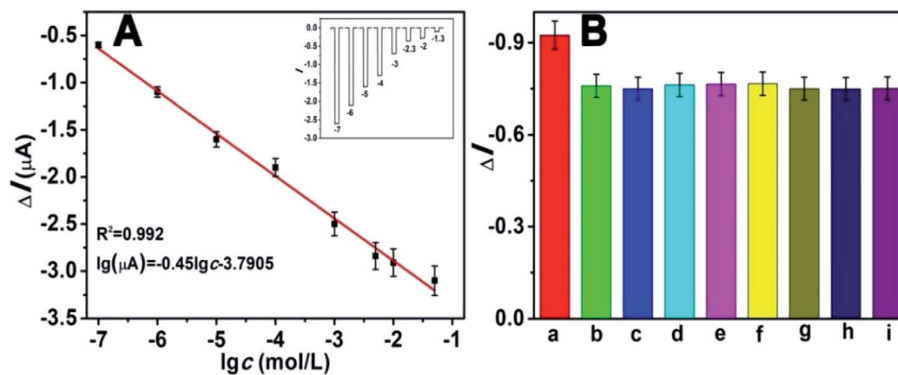 A
-0.5
-1.0
-1.5
-2.0
-2.5
-3.0
-3.5
ΔI(μA)
-7 -6 -5 -4 -3 -2 -1
lgc (mol/L)
R²=0.992
lg(μA)=-0.45lgc-3.7905
0.0
-0.5
-1.0
-1.5
-2.0
-2.5
-3.0
I
-7
-6
-5
-4
-3
-2.3
-2
-1.3
B
-0.9
-0.6
-0.3
0.0
ΔI
a b c d e f g h i